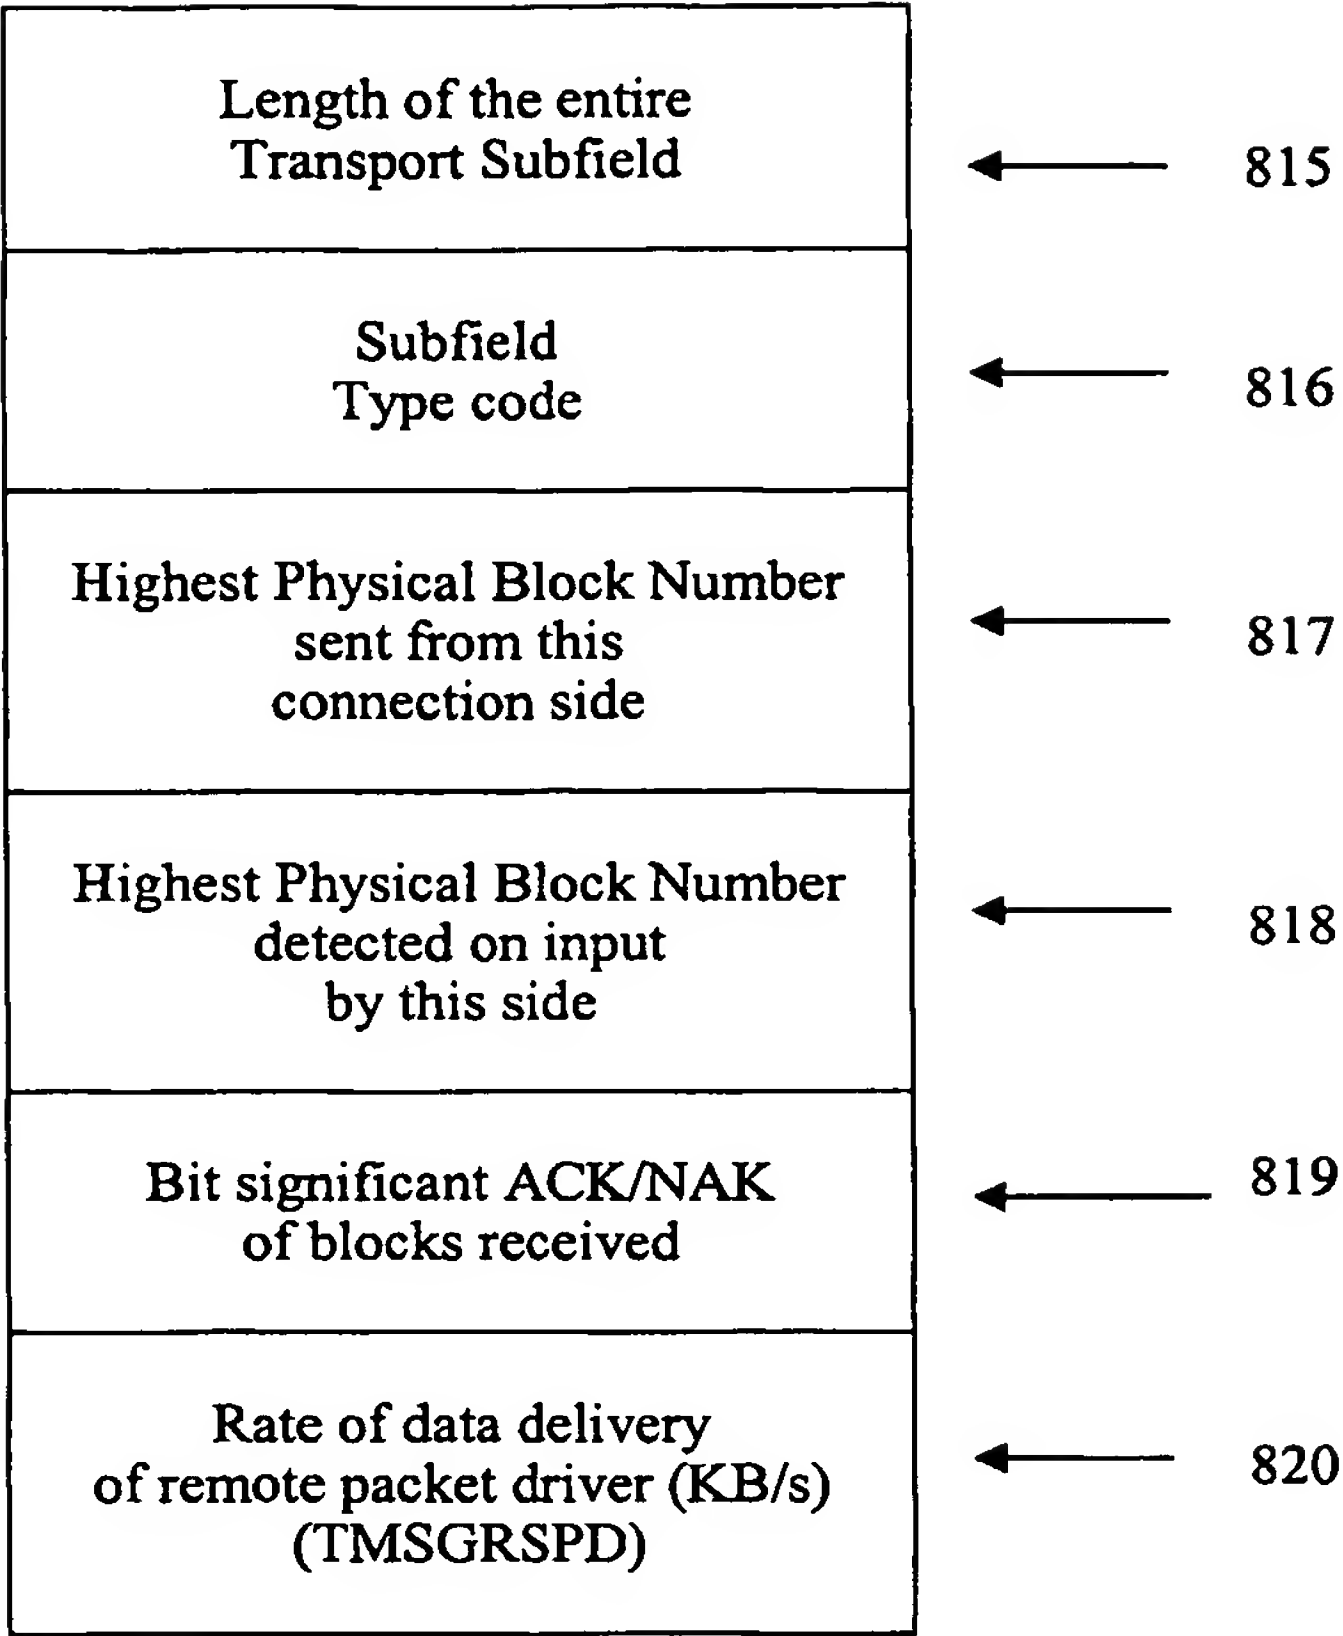 Length of the entire
Transport Subfield
815
Subfield
Type code
816
Highest Physical Block Number
sent from this
connection side
817
Highest Physical Block Number
detected on input
by this side
818
Bit significant ACK/NAK
of blocks received
819
Rate of data delivery
of remote packet driver (KB/s)
(TMSGRSPD)
820